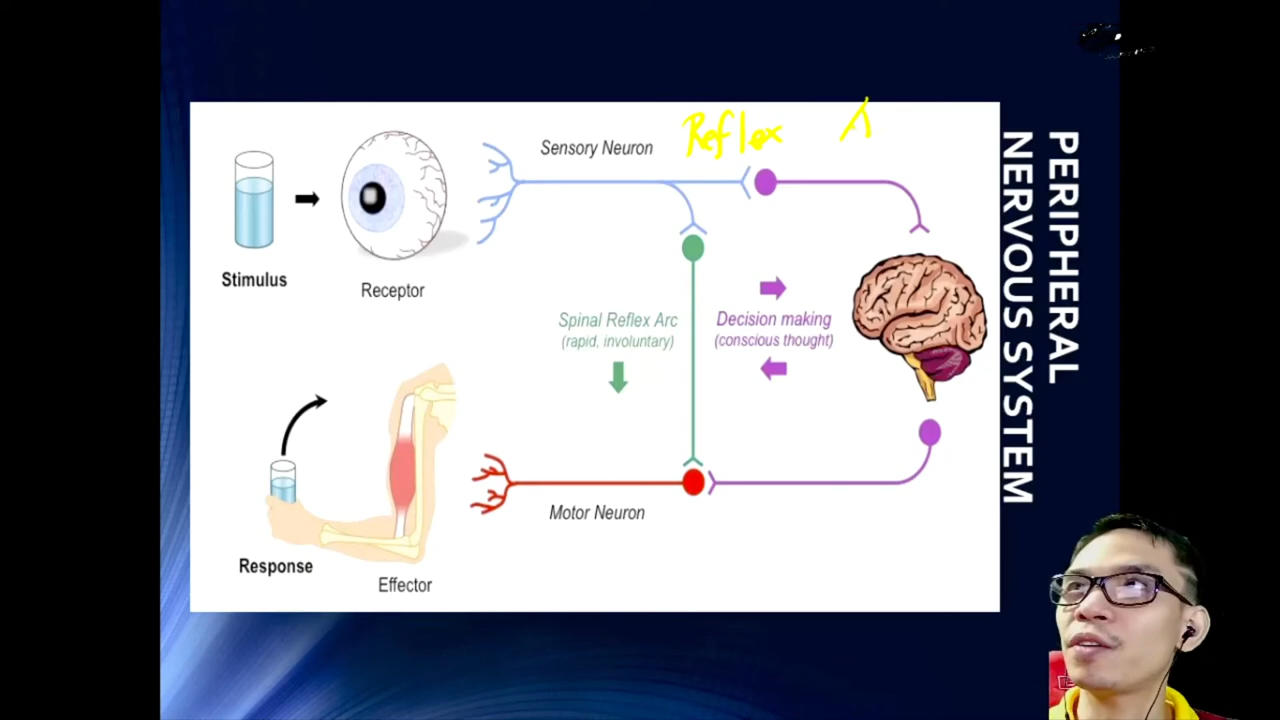 PERIPHERAL
NERVOUS SYSTEM
Reflex
Sensory Neuron
Stimulus
Receptor
Spinal Reflex Arc
(rapid, involuntary)
Decision making
(conscious thought)
Motor Neuron
Response
Effector